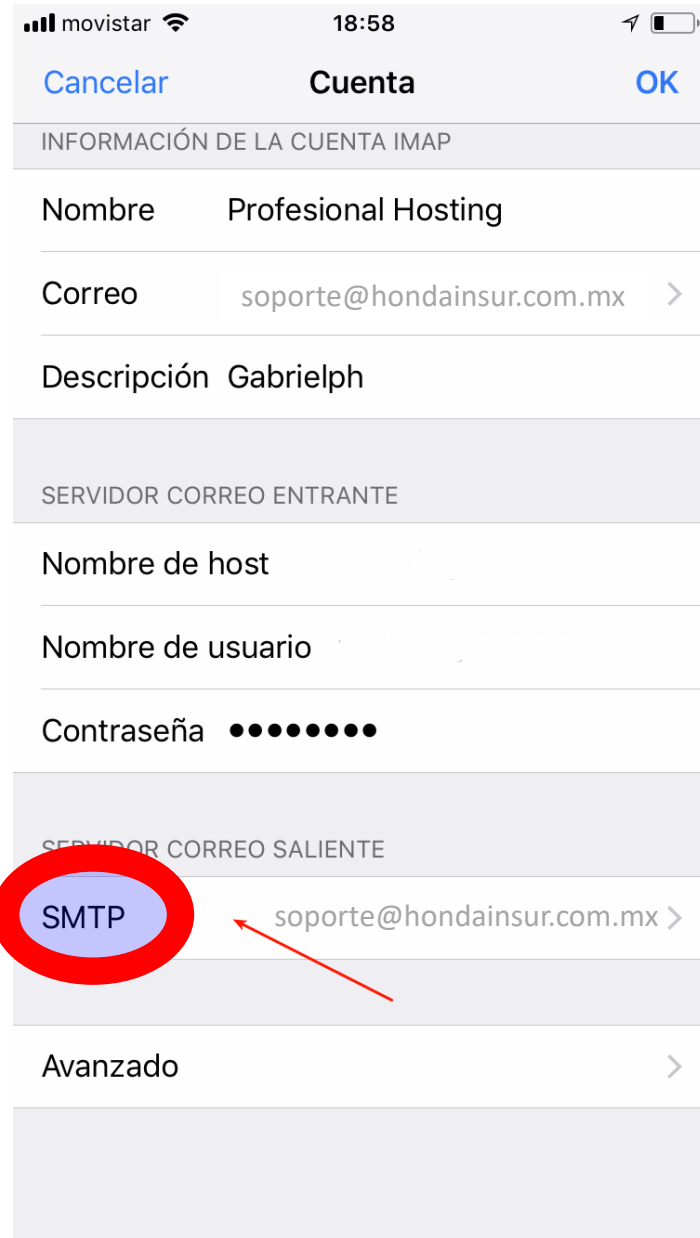 movistar 18:58
Cancelar Cuenta OK
INFORMACIÓN DE LA CUENTA IMAP
Nombre Profesional Hosting
Correo soporte@hondainsur.com.mx
Descripción Gabrielph
SERVIDOR CORREO ENTRANTE
Nombre de host
Nombre de usuario
Contraseña ●●●●●●●●
SERVIDOR CORREO SALIENTE
SMTP soporte@hondainsur.com.mx
Avanzado